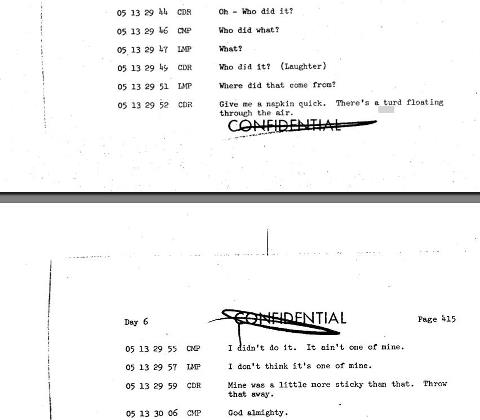 05 13 29 44 CDR Oh - Who did it?
05 13 29 46 CMP Who did what?
05 13 29 47 LMP What?
05 13 29 49 CDR Who did it? (Laughter)
05 13 29 51 LMP Where did that come from?
05 13 29 52 CDR Give me a napkin quick. There's a turd floating
through the air.
CONFIDENTIAL
CONFIDENTIAL
Day 6 Page 415
05 13 29 55 CMP I didn't do it. It ain't one of mine.
05 13 29 57 LMP I don't think it's one of mine.
05 13 29 59 CDR Mine was a little more sticky than that. Throw
that away.
05 13 30 06 CMP God almighty.